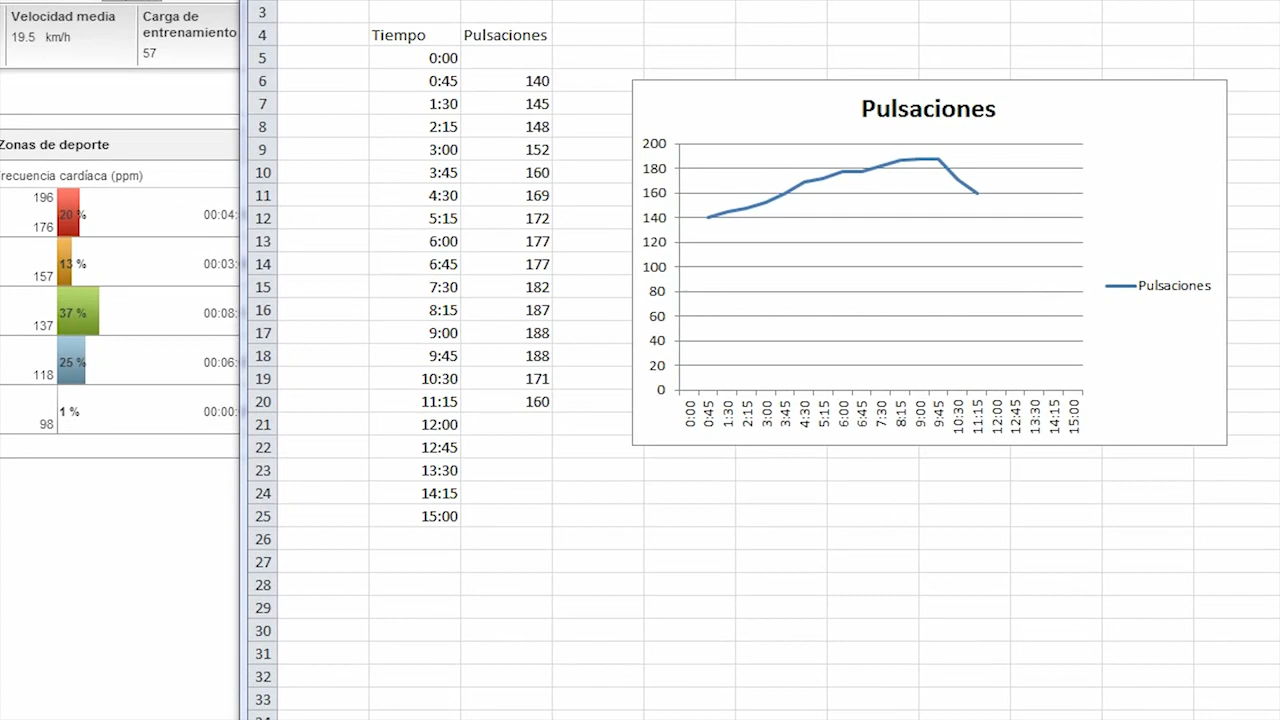 Velocidad media
19.5 km/h
Carga de
entrenamiento
57
Zonas de deporte
recuencia cardíaca (ppm)
196
20 %
00:04:
176
13 %
00:03:
157
37 %
00:08:
137
25 %
00:06:
118
1 %
00:00:
98
3
4 Tiempo Pulsaciones
5 0:00
6 0:45 140
7 1:30 145
8 2:15 148
9 3:00 152
10 3:45 160
11 4:30 169
12 5:15 172
13 6:00 177
14 6:45 177
15 7:30 182
16 8:15 187
17 9:00 188
18 9:45 188
19 10:30 171
20 11:15 160
21 12:00
22 12:45
23 13:30
24 14:15
25 15:00
26
27
28
29
30
31
32
33
Pulsaciones
200
180
160
140
120
100
80
60
40
20
0
0:00
0:45
1:30
2:15
3:00
3:45
4:30
5:15
6:00
6:45
7:30
8:15
9:00
9:45
10:30
11:15
12:00
12:45
13:30
14:15
15:00
Pulsaciones